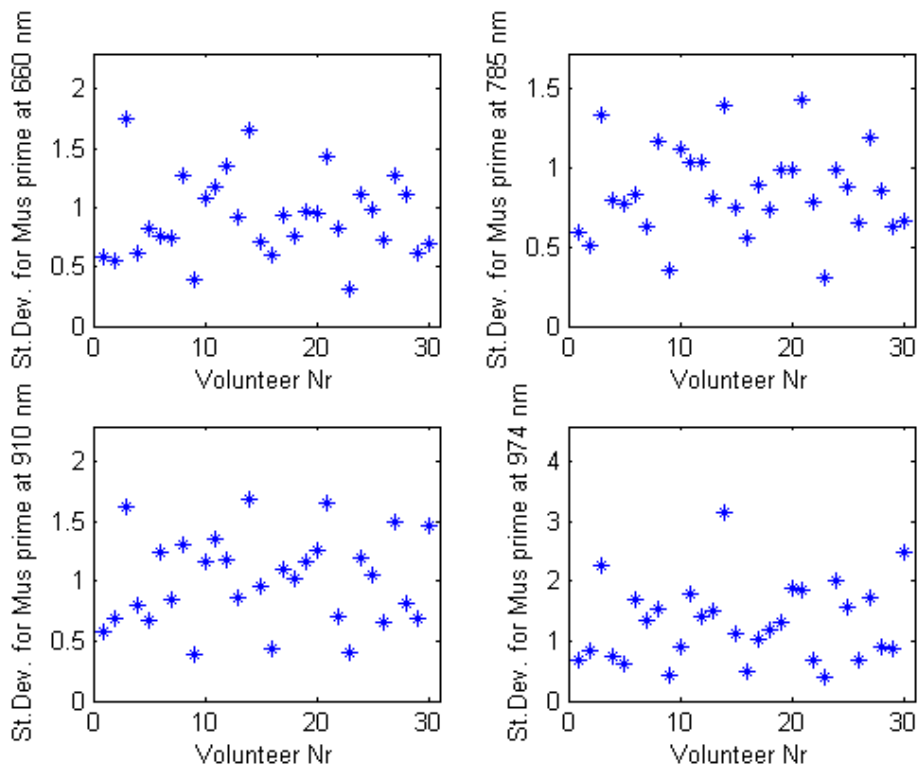 St.Dev. for Mus prime at 660 nm
2
1.5
1
0.5
0
0 10 20 30
Volunteer Nr
St.Dev. for Mus prime at 785 nm
1.5
1
0.5
0
0 10 20 30
Volunteer Nr
St.Dev. for Mus prime at 910 nm
2
1.5
1
0.5
0
0 10 20 30
Volunteer Nr
St.Dev. for Mus prime at 974 nm
4
3
2
1
0
0 10 20 30
Volunteer Nr